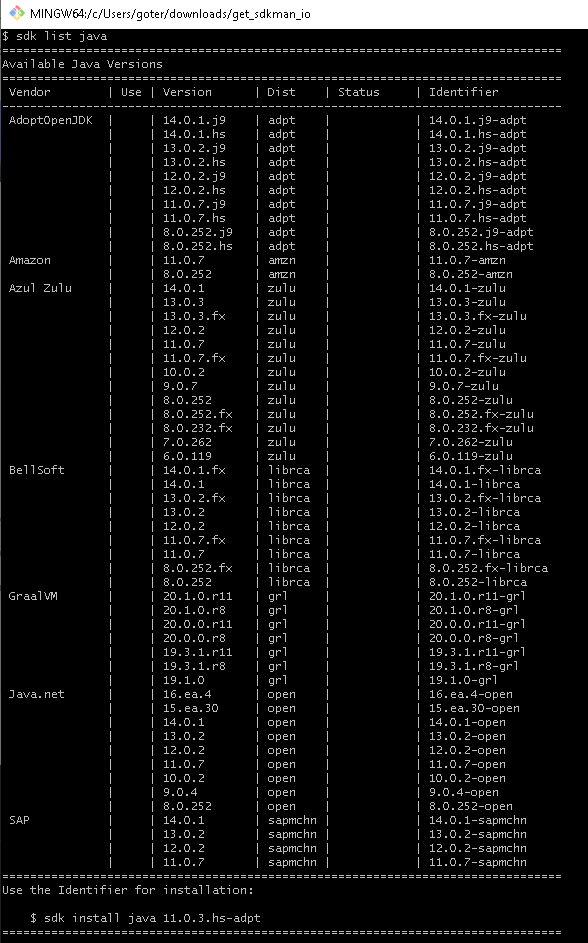 MINGW64:/c/Users/goter/downloads/get_sdkman_io
$ sdk list java
================================================================================
Available Java Versions
================================================================================
Vendor | Use | Version | Dist | Status | Identifier
--------------------------------------------------------------------------------
AdoptOpenJDK | | 14.0.1.j9 | adpt | | 14.0.1.j9-adpt
| | 14.0.1.hs | adpt | | 14.0.1.hs-adpt
| | 13.0.2.j9 | adpt | | 13.0.2.j9-adpt
| | 13.0.2.hs | adpt | | 13.0.2.hs-adpt
| | 12.0.2.j9 | adpt | | 12.0.2.j9-adpt
| | 12.0.2.hs | adpt | | 12.0.2.hs-adpt
| | 11.0.7.j9 | adpt | | 11.0.7.j9-adpt
| | 11.0.7.hs | adpt | | 11.0.7.hs-adpt
| | 8.0.252.j9 | adpt | | 8.0.252.j9-adpt
| | 8.0.252.hs | adpt | | 8.0.252.hs-adpt
Amazon | | 11.0.7 | amzn | | 11.0.7-amzn
| | 8.0.252 | amzn | | 8.0.252-amzn
Azul Zulu | | 14.0.1 | zulu | | 14.0.1-zulu
| | 13.0.3 | zulu | | 13.0.3-zulu
| | 13.0.3.fx | zulu | | 13.0.3.fx-zulu
| | 12.0.2 | zulu | | 12.0.2-zulu
| | 11.0.7 | zulu | | 11.0.7-zulu
| | 11.0.7.fx | zulu | | 11.0.7.fx-zulu
| | 10.0.2 | zulu | | 10.0.2-zulu
| | 9.0.7 | zulu | | 9.0.7-zulu
| | 8.0.252 | zulu | | 8.0.252-zulu
| | 8.0.252.fx | zulu | | 8.0.252.fx-zulu
| | 8.0.232.fx | zulu | | 8.0.232.fx-zulu
| | 7.0.262 | zulu | | 7.0.262-zulu
| | 6.0.119 | zulu | | 6.0.119-zulu
BellSoft | | 14.0.1.fx | librca | | 14.0.1.fx-librca
| | 14.0.1 | librca | | 14.0.1-librca
| | 13.0.2.fx | librca | | 13.0.2.fx-librca
| | 13.0.2 | librca | | 13.0.2-librca
| | 12.0.2 | librca | | 12.0.2-librca
| | 11.0.7.fx | librca | | 11.0.7.fx-librca
| | 11.0.7 | librca | | 11.0.7-librca
| | 8.0.252.fx | librca | | 8.0.252.fx-librca
| | 8.0.252 | librca | | 8.0.252-librca
GraalVM | | 20.1.0.r11 | grl | | 20.1.0.r11-grl
| | 20.1.0.r8 | grl | | 20.1.0.r8-grl
| | 20.0.0.r11 | grl | | 20.0.0.r11-grl
| | 20.0.0.r8 | grl | | 20.0.0.r8-grl
| | 19.3.1.r11 | grl | | 19.3.1.r11-grl
| | 19.3.1.r8 | grl | | 19.3.1.r8-grl
| | 19.1.0 | grl | | 19.1.0-grl
Java.net | | 16.ea.4 | open | | 16.ea.4-open
| | 15.ea.30 | open | | 15.ea.30-open
| | 14.0.1 | open | | 14.0.1-open
| | 13.0.2 | open | | 13.0.2-open
| | 12.0.2 | open | | 12.0.2-open
| | 11.0.7 | open | | 11.0.7-open
| | 10.0.2 | open | | 10.0.2-open
| | 9.0.4 | open | | 9.0.4-open
| | 8.0.252 | open | | 8.0.252-open
SAP | | 14.0.1 | sapmchn | | 14.0.1-sapmchn
| | 13.0.2 | sapmchn | | 13.0.2-sapmchn
| | 12.0.2 | sapmchn | | 12.0.2-sapmchn
| | 11.0.7 | sapmchn | | 11.0.7-sapmchn
================================================================================
Use the Identifier for installation:
$ sdk install java 11.0.3.hs-adpt
================================================================================